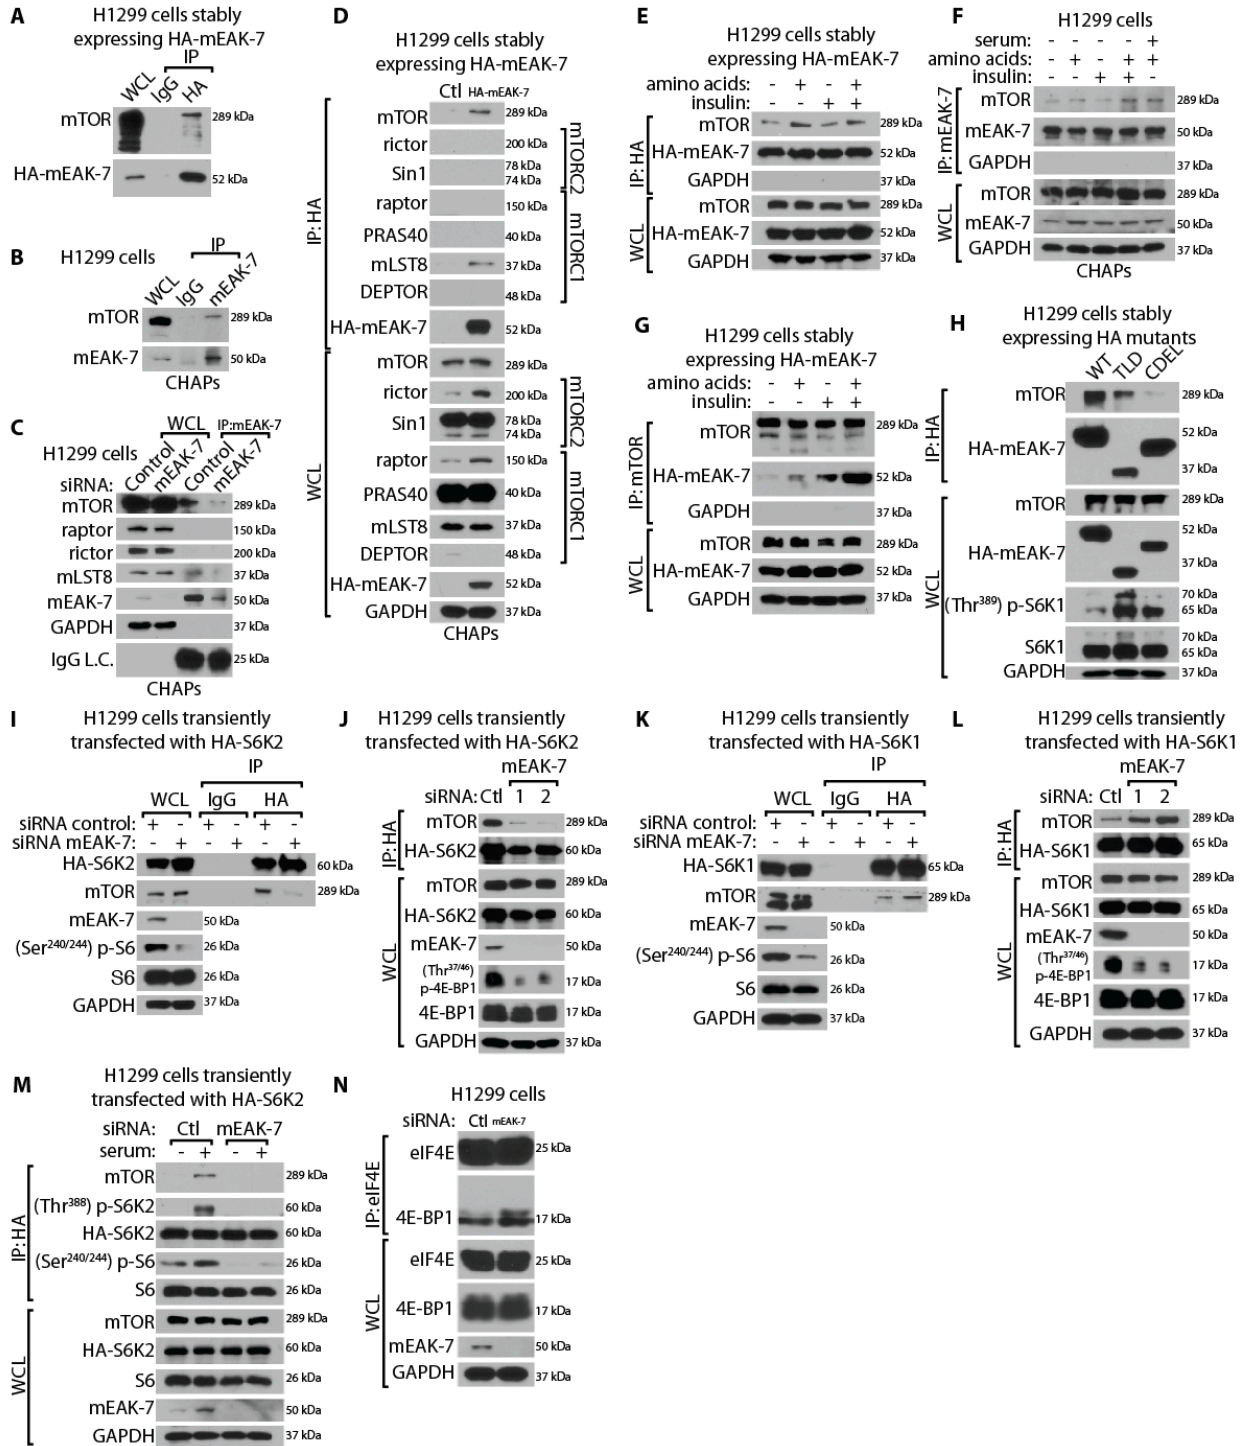 A
H1299 cells stably
expressing HA-mEAK-7
IP
WCL
IgG
HA
mTOR
289 kDa
HA-mEAK-7
52 kDa
B
H1299 cells
IP
WCL
IgG
mEAK-7
mTOR
289 kDa
mEAK-7
50 kDa
CHAPs
C
H1299 cells
WCL
IP:mEAK-7
siRNA:
Control
mEAK-7
Control
mEAK-7
mTOR
289 kDa
raptor
150 kDa
rictor
200 kDa
mLST8
37 kDa
mEAK-7
50 kDa
GAPDH
37 kDa
IgG L.C.
25 kDa
CHAPs
D
H1299 cells stably
expressing HA-mEAK-7
Ctl HA-mEAK-7
IP: HA
mTOR
289 kDa
rictor
200 kDa
Sin1
78 kDa
74 kDa
mTORC2
raptor
150 kDa
PRAS40
40 kDa
mLST8
37 kDa
DEPTOR
48 kDa
mTORC1
HA-mEAK-7
52 kDa
WCL
mTOR
289 kDa
rictor
200 kDa
Sin1
78 kDa
74 kDa
mTORC2
raptor
150 kDa
PRAS40
40 kDa
mLST8
37 kDa
DEPTOR
48 kDa
mTORC1
HA-mEAK-7
52 kDa
GAPDH
37 kDa
CHAPs
E
H1299 cells stably
expressing HA-mEAK-7
amino acids: - + - +
insulin: - - + +
IP: HA
mTOR
289 kDa
HA-mEAK-7
52 kDa
GAPDH
37 kDa
WCL
mTOR
289 kDa
HA-mEAK-7
52 kDa
GAPDH
37 kDa
F
H1299 cells
serum: - - - - +
amino acids: - + - + +
insulin: - - + + -
IP: mEAK-7
mTOR
289 kDa
mEAK-7
50 kDa
GAPDH
37 kDa
WCL
mTOR
289 kDa
mEAK-7
50 kDa
GAPDH
37 kDa
CHAPs
G
H1299 cells stably
expressing HA-mEAK-7
amino acids: - + - +
insulin: - - + +
IP: mTOR
mTOR
289 kDa
HA-mEAK-7
52 kDa
GAPDH
37 kDa
WCL
mTOR
289 kDa
HA-mEAK-7
52 kDa
GAPDH
37 kDa
H
H1299 cells stably
expressing HA mutants
WT
TLD
CDEL
IP: HA
mTOR
289 kDa
HA-mEAK-7
52 kDa
37 kDa
WCL
mTOR
289 kDa
HA-mEAK-7
52 kDa
37 kDa
(Thr389) p-S6K1
70 kDa
65 kDa
S6K1
70 kDa
65 kDa
GAPDH
37 kDa
I
H1299 cells transiently
transfected with HA-S6K2
IP
WCL IgG HA
siRNA control: + - + - + -
siRNA mEAK-7: - + - + - +
HA-S6K2
60 kDa
mTOR
289 kDa
mEAK-7
50 kDa
(Ser240/244) p-S6
26 kDa
S6
26 kDa
GAPDH
37 kDa
J
H1299 cells transiently
transfected with HA-S6K2
mEAK-7
siRNA: Ctl 1 2
IP: HA
mTOR
289 kDa
HA-S6K2
60 kDa
WCL
mTOR
289 kDa
HA-S6K2
60 kDa
mEAK-7
50 kDa
(Thr37/46)
p-4E-BP1
17 kDa
4E-BP1
17 kDa
GAPDH
37 kDa
K
H1299 cells transiently
transfected with HA-S6K1
IP
WCL IgG HA
siRNA control: + - + - + -
siRNA mEAK-7: - + - + - +
HA-S6K1
65 kDa
mTOR
289 kDa
mEAK-7
50 kDa
(Ser240/244) p-S6
26 kDa
S6
26 kDa
GAPDH
37 kDa
L
H1299 cells transiently
transfected with HA-S6K1
mEAK-7
siRNA: Ctl 1 2
IP: HA
mTOR
289 kDa
HA-S6K1
65 kDa
WCL
mTOR
289 kDa
HA-S6K1
65 kDa
mEAK-7
50 kDa
(Thr37/46)
p-4E-BP1
17 kDa
4E-BP1
17 kDa
GAPDH
37 kDa
M
H1299 cells transiently
transfected with HA-S6K2
siRNA: Ctl mEAK-7
serum: - + - +
IP: HA
mTOR
289 kDa
(Thr388) p-S6K2
60 kDa
HA-S6K2
60 kDa
(Ser240/244) p-S6
26 kDa
S6
26 kDa
WCL
mTOR
289 kDa
HA-S6K2
60 kDa
S6
26 kDa
mEAK-7
50 kDa
GAPDH
37 kDa
N
H1299 cells
siRNA: Ctl mEAK-7
IP: eIF4E
eIF4E
25 kDa
4E-BP1
17 kDa
WCL
eIF4E
25 kDa
4E-BP1
17 kDa
mEAK-7
50 kDa
GAPDH
37 kDa